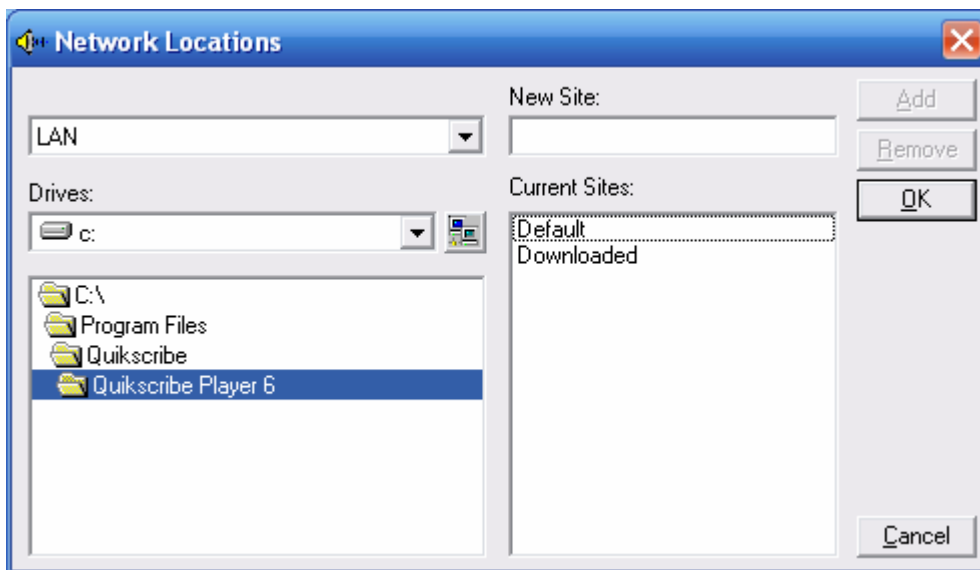 Network Locations
LAN
Drives:
c:
C:\
Program Files
Quikscribe
Quikscribe Player 6
New Site:
Current Sites:
Default
Downloaded
Add
Remove
OK
Cancel